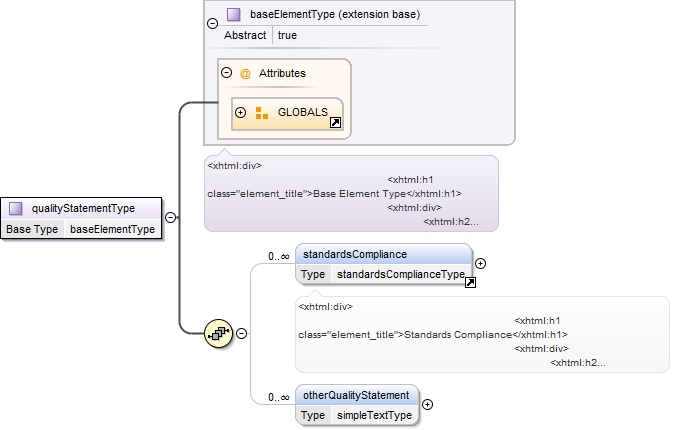 baseElementType (extension base)
Abstract true
@ Attributes
GLOBALS
<xhtml:div>
<xhtml:h1
class="element_title">Base Element Type</xhtml:h1>
<xhtml:div>
<xhtml:h2...
qualityStatementType
Base Type baseElementType
0..∞ standardsCompliance
Type standardsComplianceType
<xhtml:div>
<xhtml:h1
class="element_title">Standards Compliance</xhtml:h1>
<xhtml:div>
<xhtml:h2...
0..∞ otherQualityStatement
Type simpleTextType